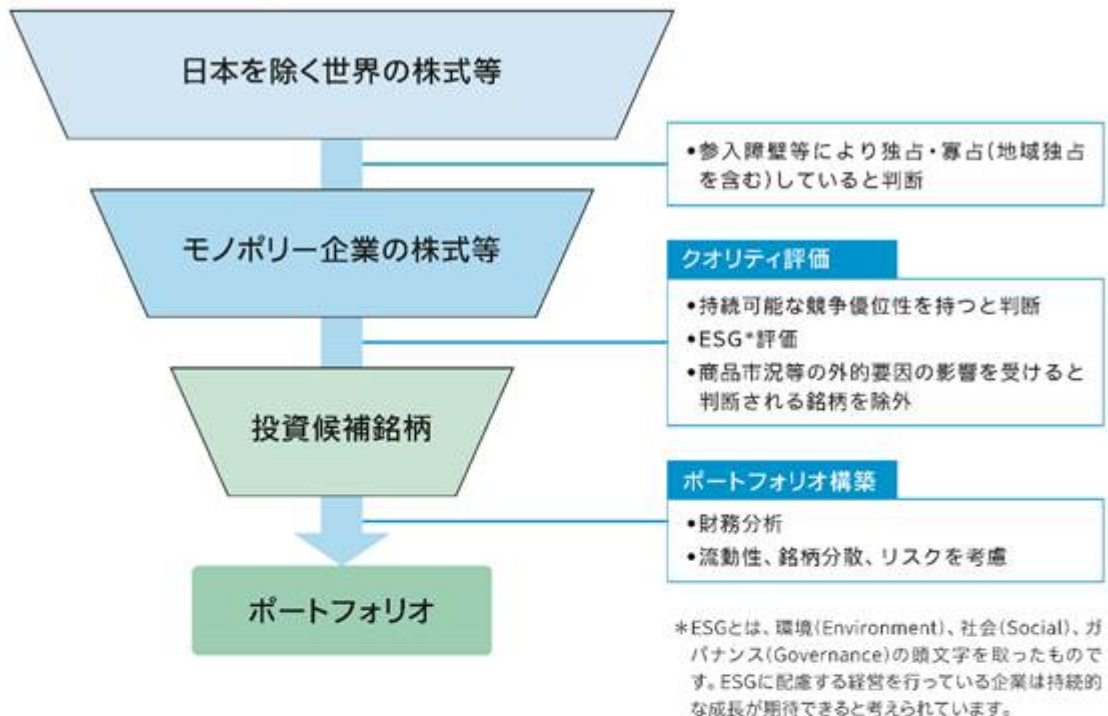 日本を除く世界の株式等
•参入障壁等により独占・寡占(地域独占
を含む)していると判断
モノポリー企業の株式等
クオリティ評価
•持続可能な競争優位性を持つと判断
•ESG*評価
•商品市況等の外的要因の影響を受けると
判断される銘柄を除外
投資候補銘柄
ポートフォリオ構築
•財務分析
•流動性、銘柄分散、リスクを考慮
ポートフォリオ
*ESGとは、環境(Environment)、社会(Social)、ガ
バナンス(Governance)の頭文字を取ったもので
す。ESGに配慮する経営を行っている企業は持続的
な成長が期待できると考えられています。